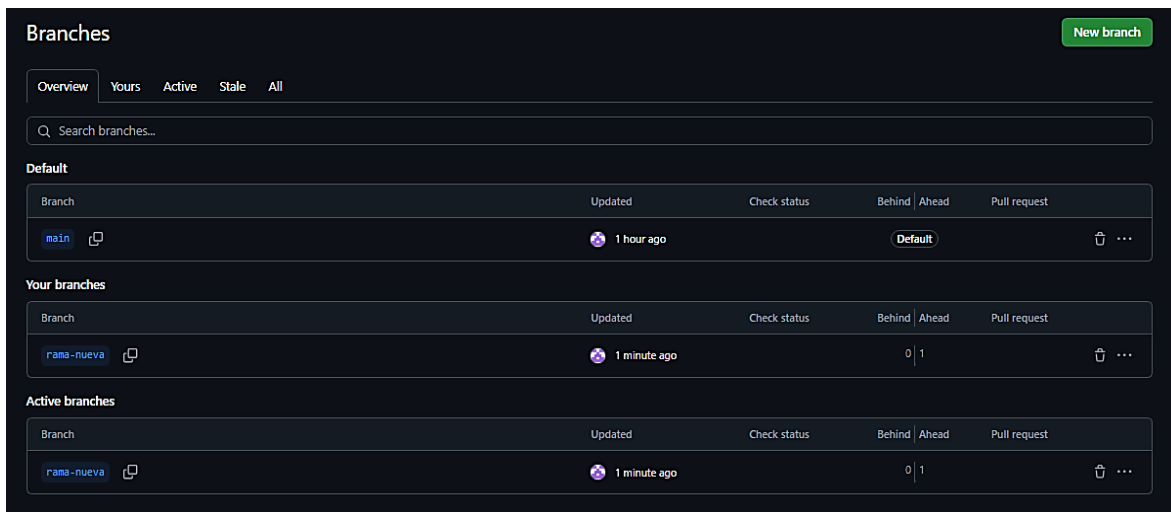 Branches
New branch
Overview Yours Active Stale All
Search branches...
Default
Branch Updated Check status Behind Ahead Pull request
main 1 hour ago Default
Your branches
Branch Updated Check status Behind Ahead Pull request
rama-nueva 1 minute ago 0 1
Active branches
Branch Updated Check status Behind Ahead Pull request
rama-nueva 1 minute ago 0 1